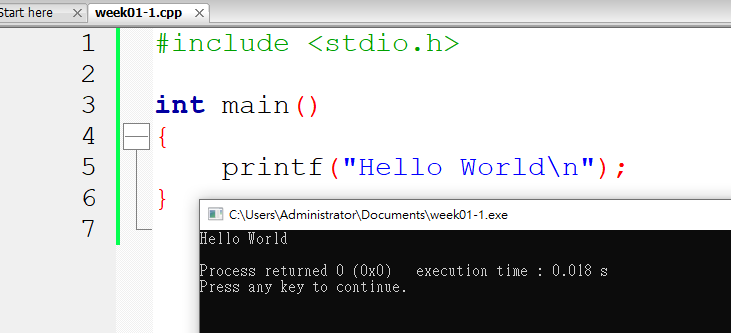 Start here × week01-1.cpp ×
1 #include <stdio.h>
2
3 int main()
4 {
5 printf("Hello World\n");
6 }
7
C:\Users\Administrator\Documents\week01-1.exe
Hello World
Process returned 0 (0x0) execution time : 0.018 s
Press any key to continue.